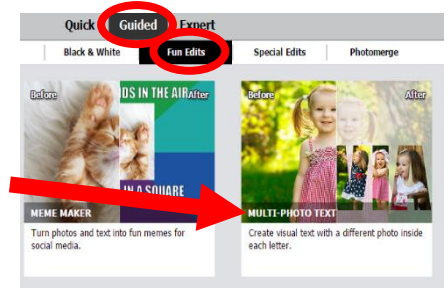 Quick Guided Expert
Black & White Fun Edits Special Edits Photomerge
Before OS IN THE AIR After
IN A SQUARE
MEME MAKER
Turn photos and text into fun memes for
social media.
Before After
MULTI-PHOTO TEXT
Create visual text with a different photo inside
each letter.